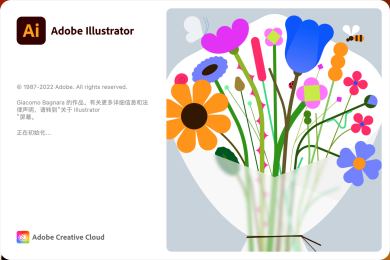 Ai Adobe Illustrator
© 1987-2022 Adobe. All rights reserved.
Giacomo Bagnara 的作品。有关更多详细信息和法
律声明，请转到"关于 Illustrator
"屏幕。
正在初始化...
Adobe Creative Cloud